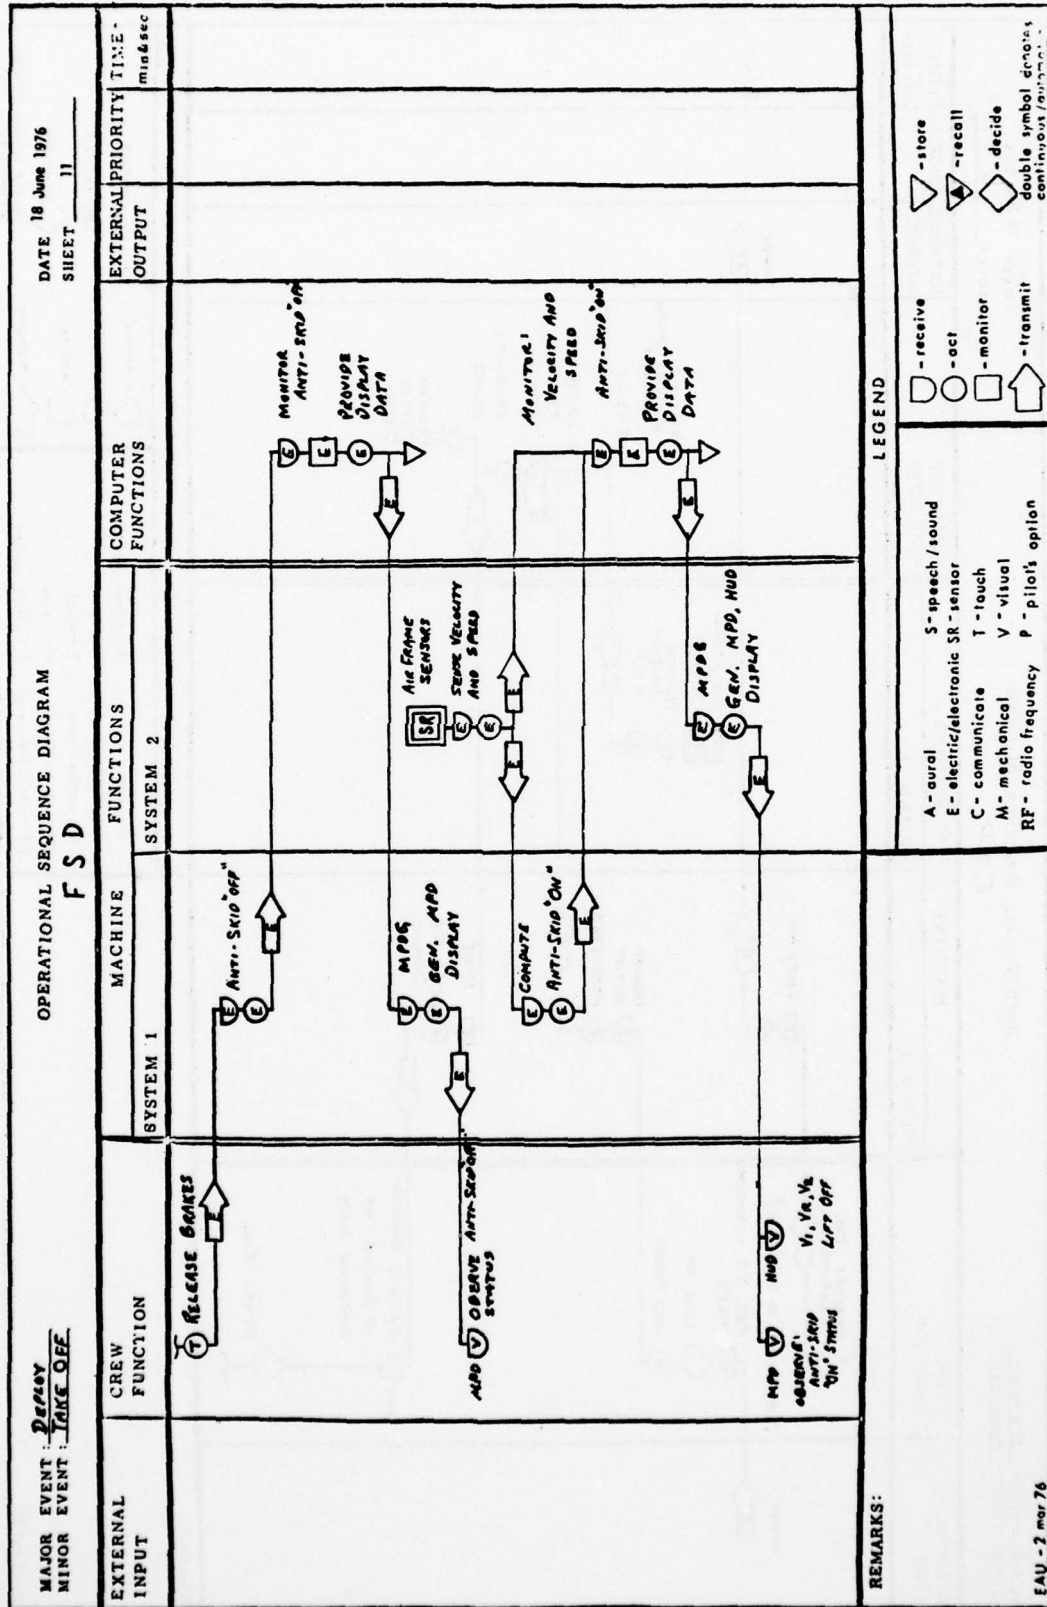 MAJOR EVENT: DEPLOY
MINOR EVENT: TAKE OFF
OPERATIONAL SEQUENCE DIAGRAM
FSD
DATE 18 June 1976
SHEET 11
EXTERNAL INPUT
CREW FUNCTION
MACHINE FUNCTIONS
SYSTEM 1
SYSTEM 2
COMPUTER FUNCTIONS
EXTERNAL OUTPUT
PRIORITY
TIME-
min&sec
T RELEASE BRAKES
E
E ANTI-SKID "OFF"
E
E
E MONITOR
ANTI-SKID "OFF"
E PROVIDE
DISPLAY
DATA
E
E
E MPDG
E GEN. MPD
DISPLAY
E
MPD V OBERVE ANTI-SKID
STATUS
AIR FRAME
SENSORS
SR
E SENSE VELOCITY
AND SPEED
E
E
E
MONITOR:
VELOCITY AND
SPEED
E COMPUTE
E ANTI-SKID "ON"
E
E ANTI-SKID "ON"
E PROVIDE
DISPLAY
DATA
E
E
E MPDG
E GEN. MPD, HUD
DISPLAY
E
MPD V HUD V
OBSERVE:
ANTI-SKID
"ON" STATUS
V1, VR, V2
LIFT OFF
REMARKS:
LEGEND
A - aural S - speech/sound
E - electric/electronic SR - sensor
C - communicate T - touch
M - mechanical V - visual
RF - radio frequency P - pilot's option
- receive - store
- act A - recall
- monitor - decide
- transmit double symbol denotes
continuous/
EAU - 2 mar 76